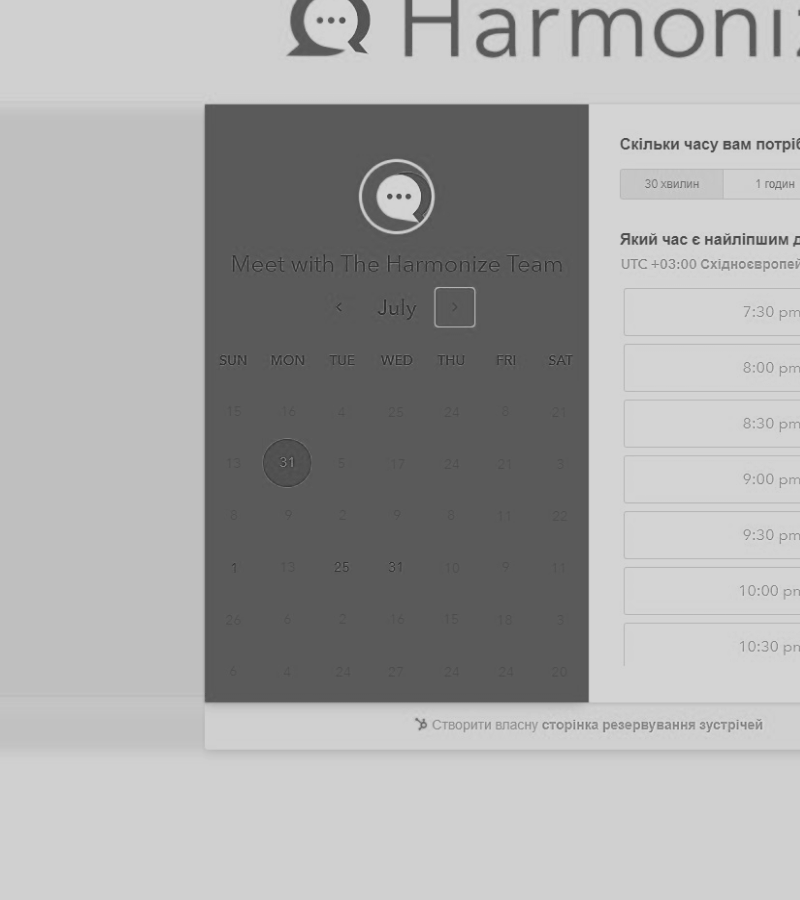 Harmoniz
Meet with The Harmonize Team
July
SUN MON TUE WED THU FRI SAT
15 16 4 25 24 8 21
13 31 5 17 24 21 3
8 9 2 9 8 11 22
1 13 25 31 10 9 11
26 6 2 16 15 18 3
6 4 24 27 24 24 20
Скільки часу вам потріб
30 хвилин 1 годин
Який час є найліпшим д
UTC +03:00 Східноєвропей
7:30 pm
8:00 pm
8:30 pm
9:00 pm
9:30 pm
10:00 pm
10:30 pm
Створити власну сторінка резервування зустрічей